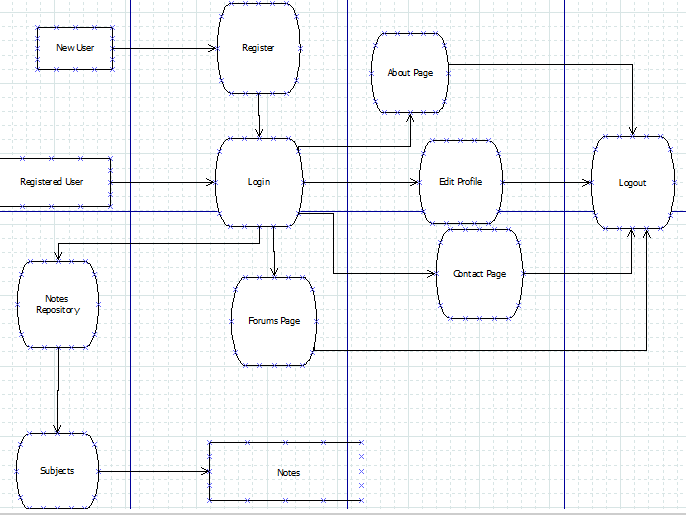 New User
Register
About Page
Registered User
Login
Edit Profile
Logout
Notes
Repository
Forums Page
Contact Page
Subjects
Notes